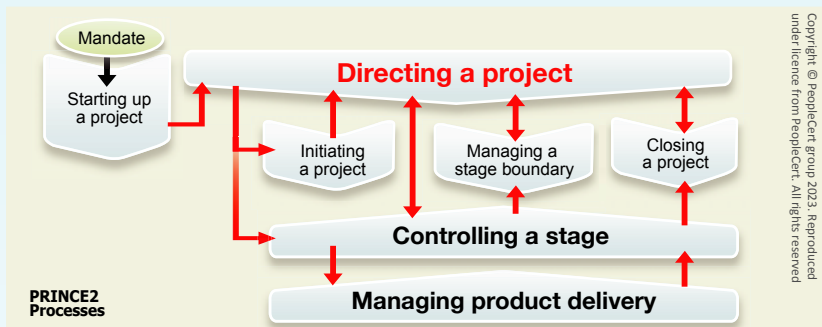 Mandate
Starting up
a project
Directing a project
Initiating
a project
Managing a
stage boundary
Closing
a project
Controlling a stage
Managing product delivery
PRINCE2
Processes
Copyright © PeopleCert group 2023. Reproduced
under licence from PeopleCert. All rights reserved